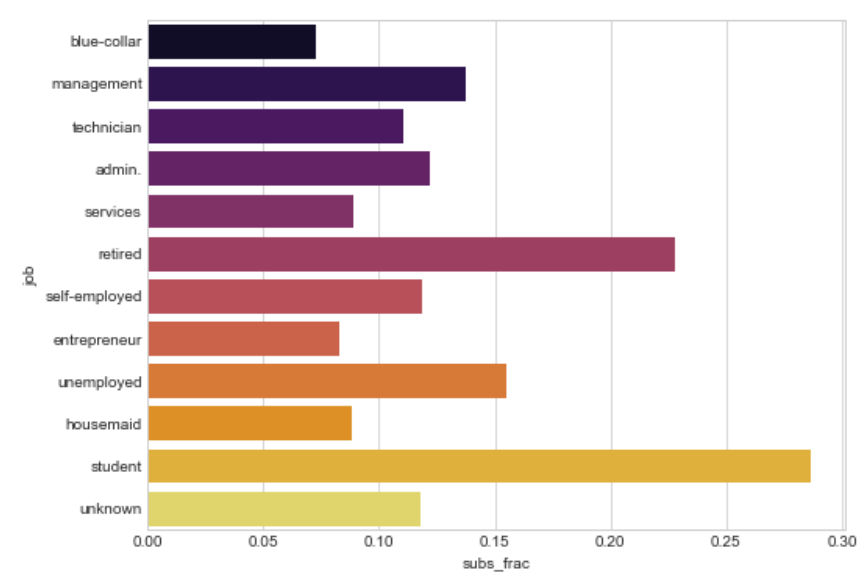 blue-collar
management
technician
admin.
services
retired
job
self-employed
entrepreneur
unemployed
housemaid
student
unknown
0.00 0.05 0.10 0.15 0.20 0.25 0.30
subs_frac